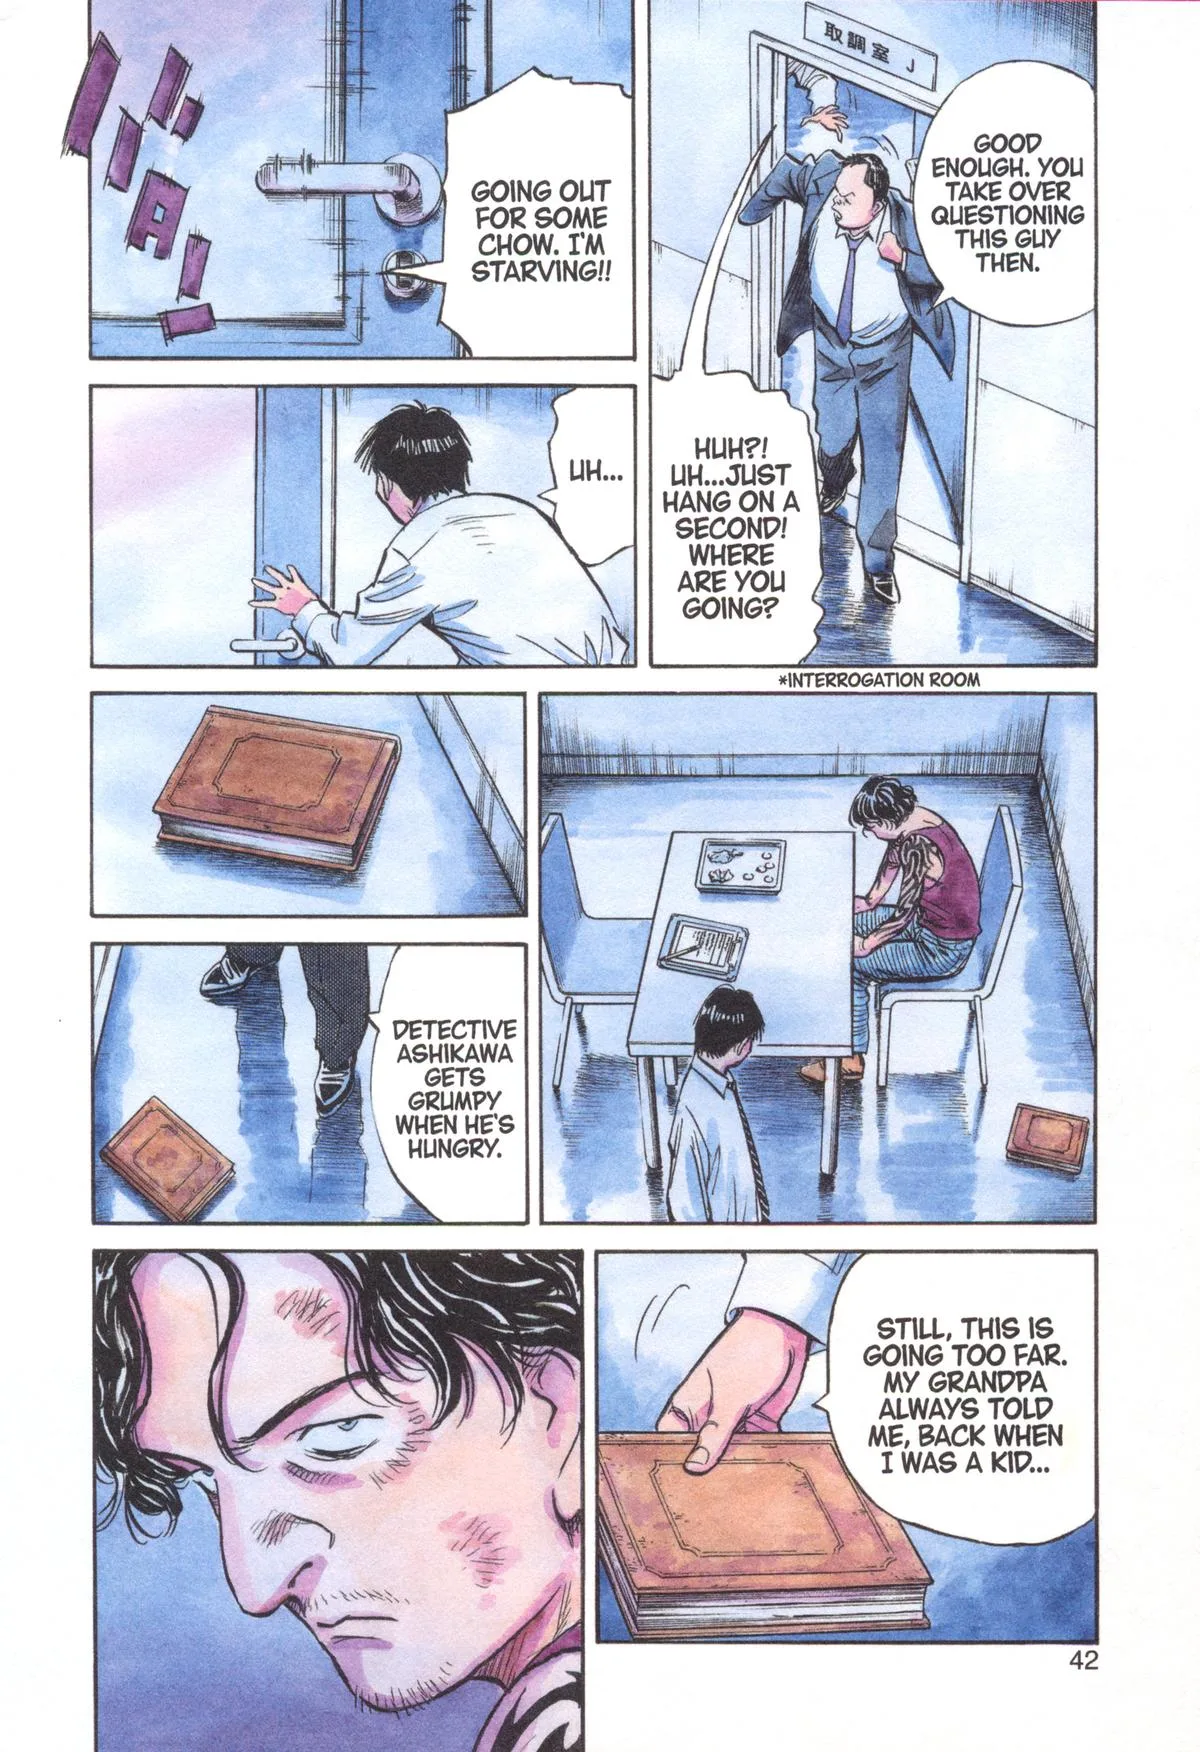 取調室 J
GOOD
ENOUGH. YOU
TAKE OVER
QUESTIONING
THIS GUY
THEN.
HUH?!
UH...JUST
HANG ON A
SECOND!
WHERE
ARE YOU
GOING?
*INTERROGATION ROOM
GOING OUT
FOR SOME
CHOW. I'M
STARVING!!
UH...
DETECTIVE
ASHIKAWA
GETS
GRUMPY
WHEN HE'S
HUNGRY.
STILL, THIS IS
GOING TOO FAR.
MY GRANDPA
ALWAYS TOLD
ME, BACK WHEN
I WAS A KID...
42